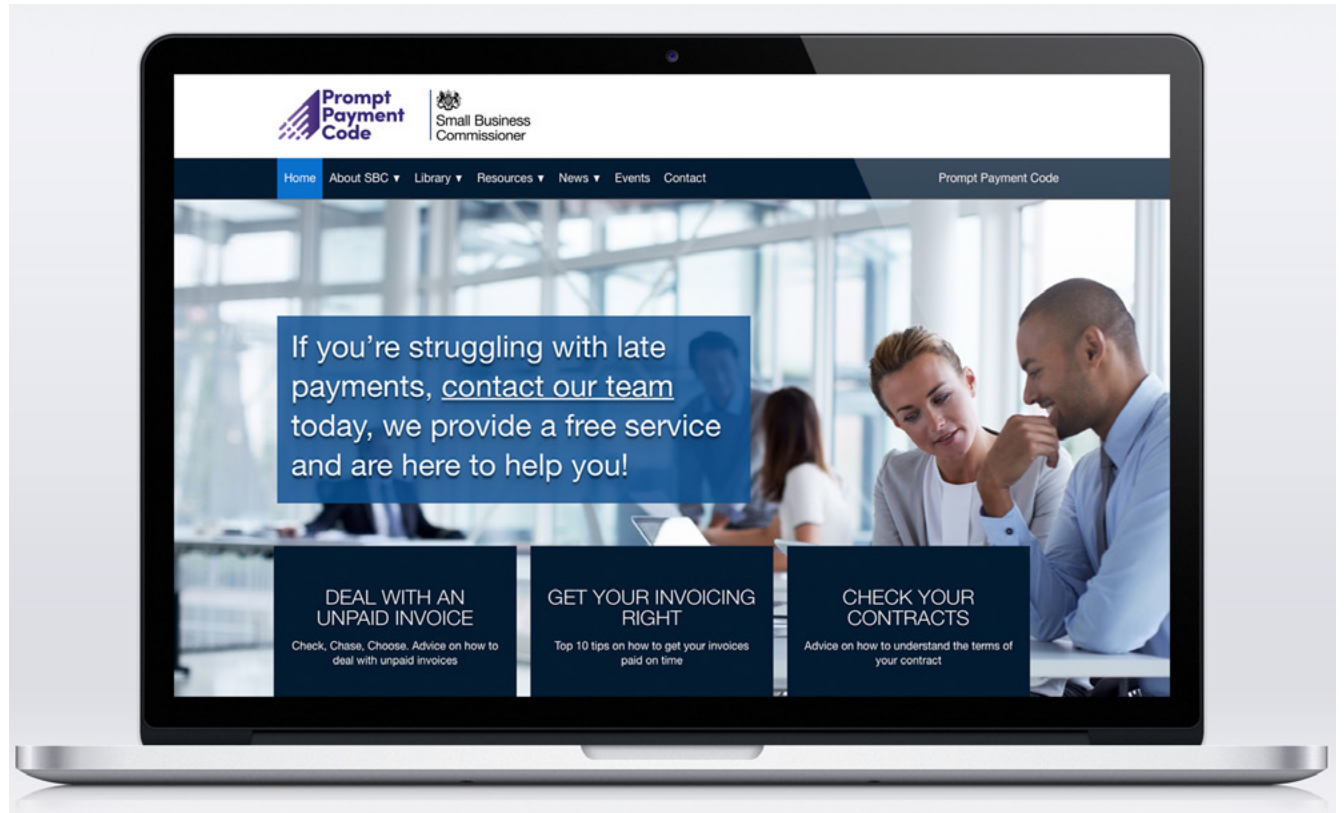 Prompt
Payment
Code
Small Business
Commissioner
Home About SBC ▾ Library ▾ Resources ▾ News ▾ Events Contact Prompt Payment Code
If you're struggling with late
payments, contact our team
today, we provide a free service
and are here to help you!
DEAL WITH AN
UNPAID INVOICE
Check, Chase, Choose. Advice on how to
deal with unpaid invoices
GET YOUR INVOICING
RIGHT
Top 10 tips on how to get your invoices
paid on time
CHECK YOUR
CONTRACTS
Advice on how to understand the terms of
your contract